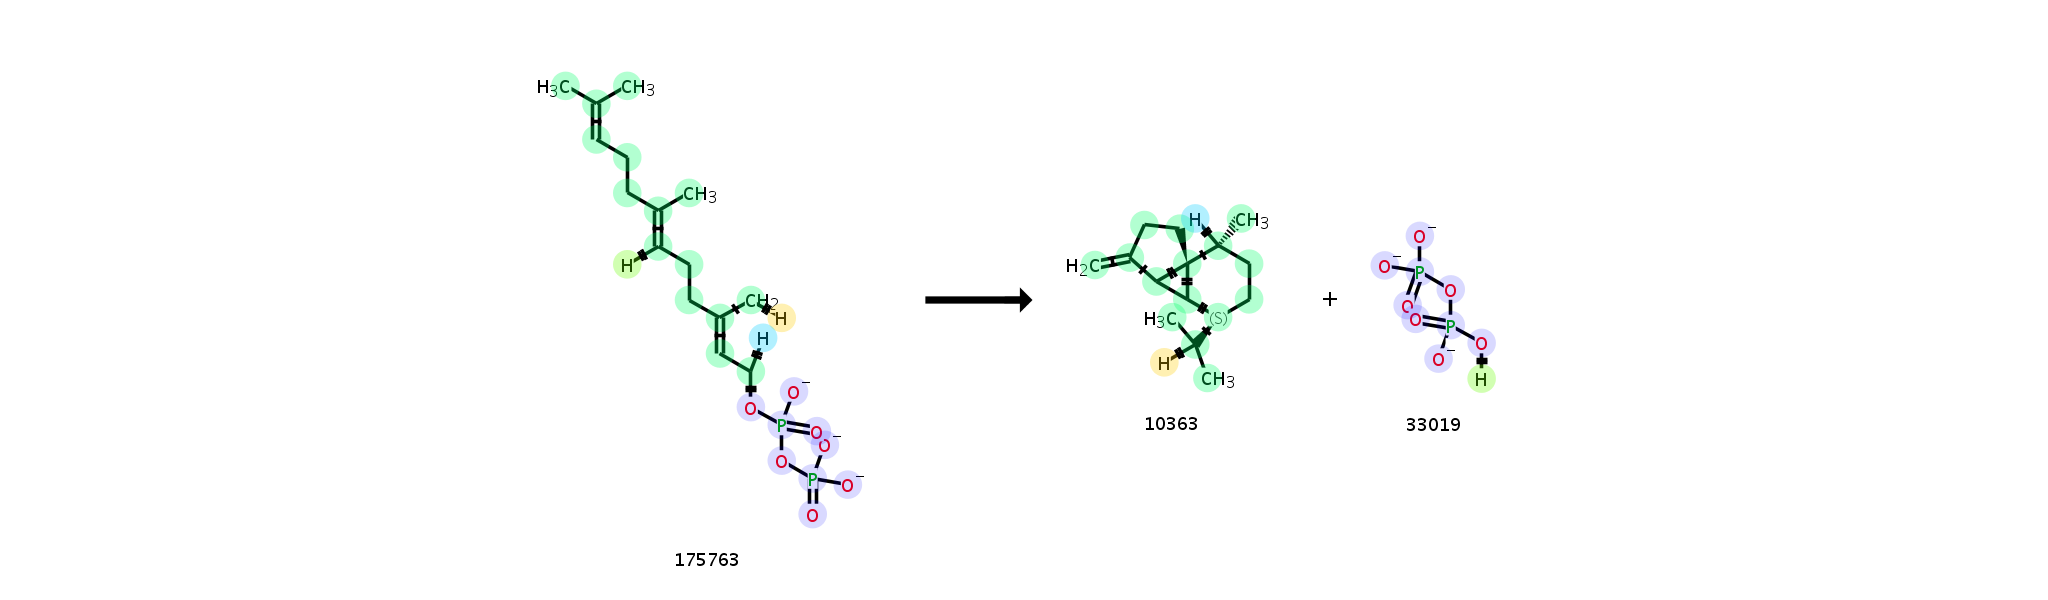 H3C CH3
CH3
H
CH2
H
H
O−
O
P O
O−
O
P O−
O
175763
H CH3
H2C
H3C (S)
H
CH3
10363
+
O−
O−
P
O
O
O
P
O
O−
H
33019